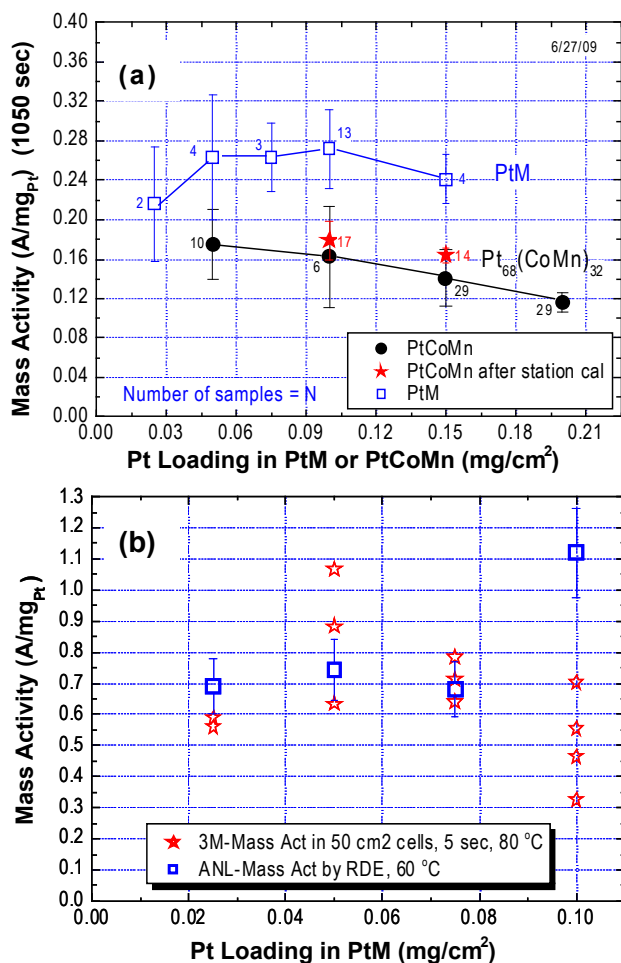 6/27/09
(a)
Mass Activity (A/mgPt) (1050 sec)
0.40
0.36
0.32
0.28
0.24
0.20
0.16
0.12
0.08
0.04
0.00
13
4
3
PtM
4
2
10
17
14
6
Pt68(CoMn)32
29
29
PtCoMn
PtCoMn after station cal
PtM
Number of samples = N
0.00 0.03 0.06 0.09 0.12 0.15 0.18 0.21
Pt Loading in PtM or PtCoMn (mg/cm²)
(b)
Mass Activity (A/mgPt)
1.3
1.2
1.1
1.0
0.9
0.8
0.7
0.6
0.5
0.4
0.3
0.2
0.1
0.0
3M-Mass Act in 50 cm2 cells, 5 sec, 80 °C
ANL-Mass Act by RDE, 60 °C
0.00 0.02 0.04 0.06 0.08 0.10
Pt Loading in PtM (mg/cm²)